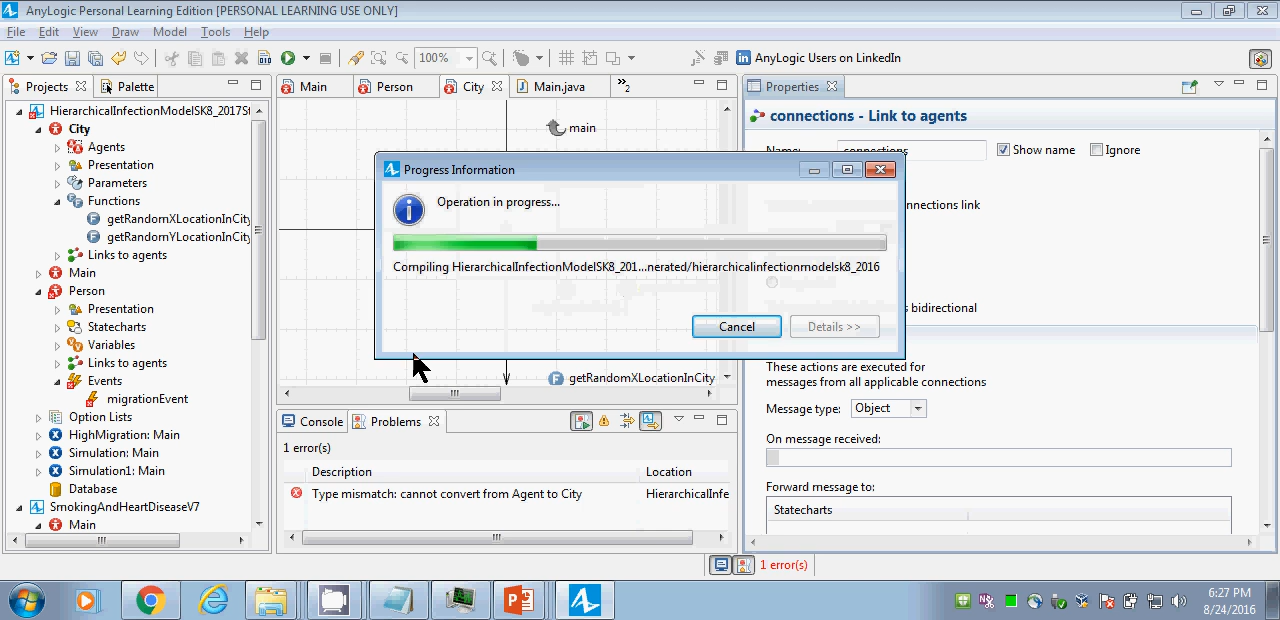 AnyLogic Personal Learning Edition [PERSONAL LEARNING USE ONLY]
File Edit View Draw Model Tools Help
100%
AnyLogic Users on LinkedIn
Projects
Palette
HierarchicalInfectionModelSK8_2017St
City
Agents
Presentation
Parameters
Functions
getRandomXLocationInCity
getRandomYLocationInCity
Links to agents
Main
Person
Presentation
Statecharts
Variables
Links to agents
Events
migrationEvent
Option Lists
HighMigration: Main
Simulation: Main
Simulation1: Main
Database
SmokingAndHeartDiseaseV7
Main
Main
Person
City
Main.java
»2
main
getRandomXLocationInCity
Progress Information
Operation in progress...
Compiling HierarchicalInfectionModelSK8_201...nerated/hierarchicalinfectionmodelsk8_2016
Cancel
Details >>
Console
Problems
1 error(s)
Description Location
Type mismatch: cannot convert from Agent to City HierarchicalInfe
Properties
connections - Link to agents
Name: connections
Show name
Ignore
nnections link
bidirectional
These actions are executed for
messages from all applicable connections
Message type: Object
On message received:
Forward message to:
Statecharts
1 error(s)
6:27 PM
8/24/2016